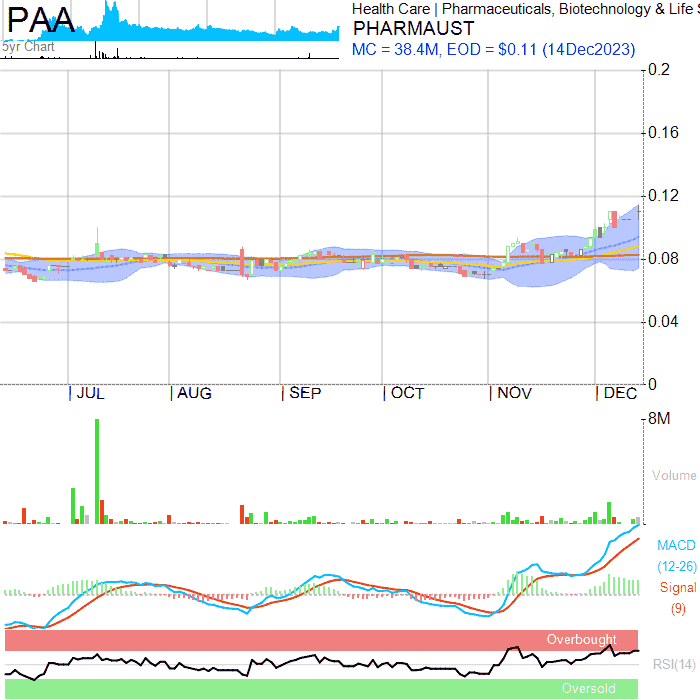 PAA
5yr Chart
Health Care | Pharmaceuticals, Biotechnology & Life
PHARMAUST
MC = 38.4M, EOD = $0.11 (14Dec2023)
0.2
0.16
0.12
0.08
0.04
0
| JUL | AUG | SEP | OCT | NOV | DEC
8M
Volume
MACD
(12-26)
Signal
(9)
Overbought
RSI(14)
Oversold